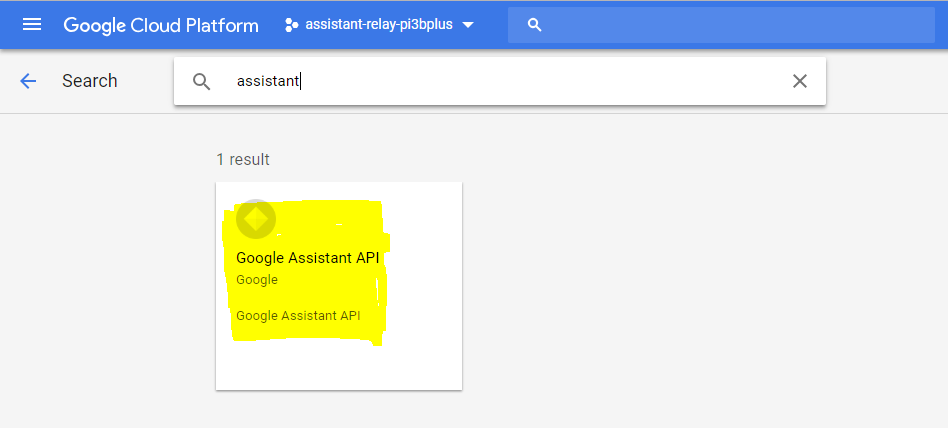 Google Cloud Platform
assistant-relay-pi3bplus
Search
assistant
1 result
Google Assistant API
Google
Google Assistant API